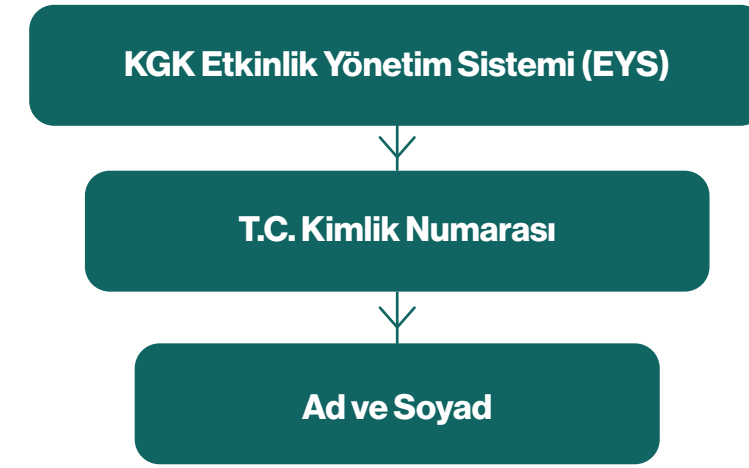 KGK Etkinlik Yönetim Sistemi (EYS)
T.C. Kimlik Numarası
Ad ve Soyad